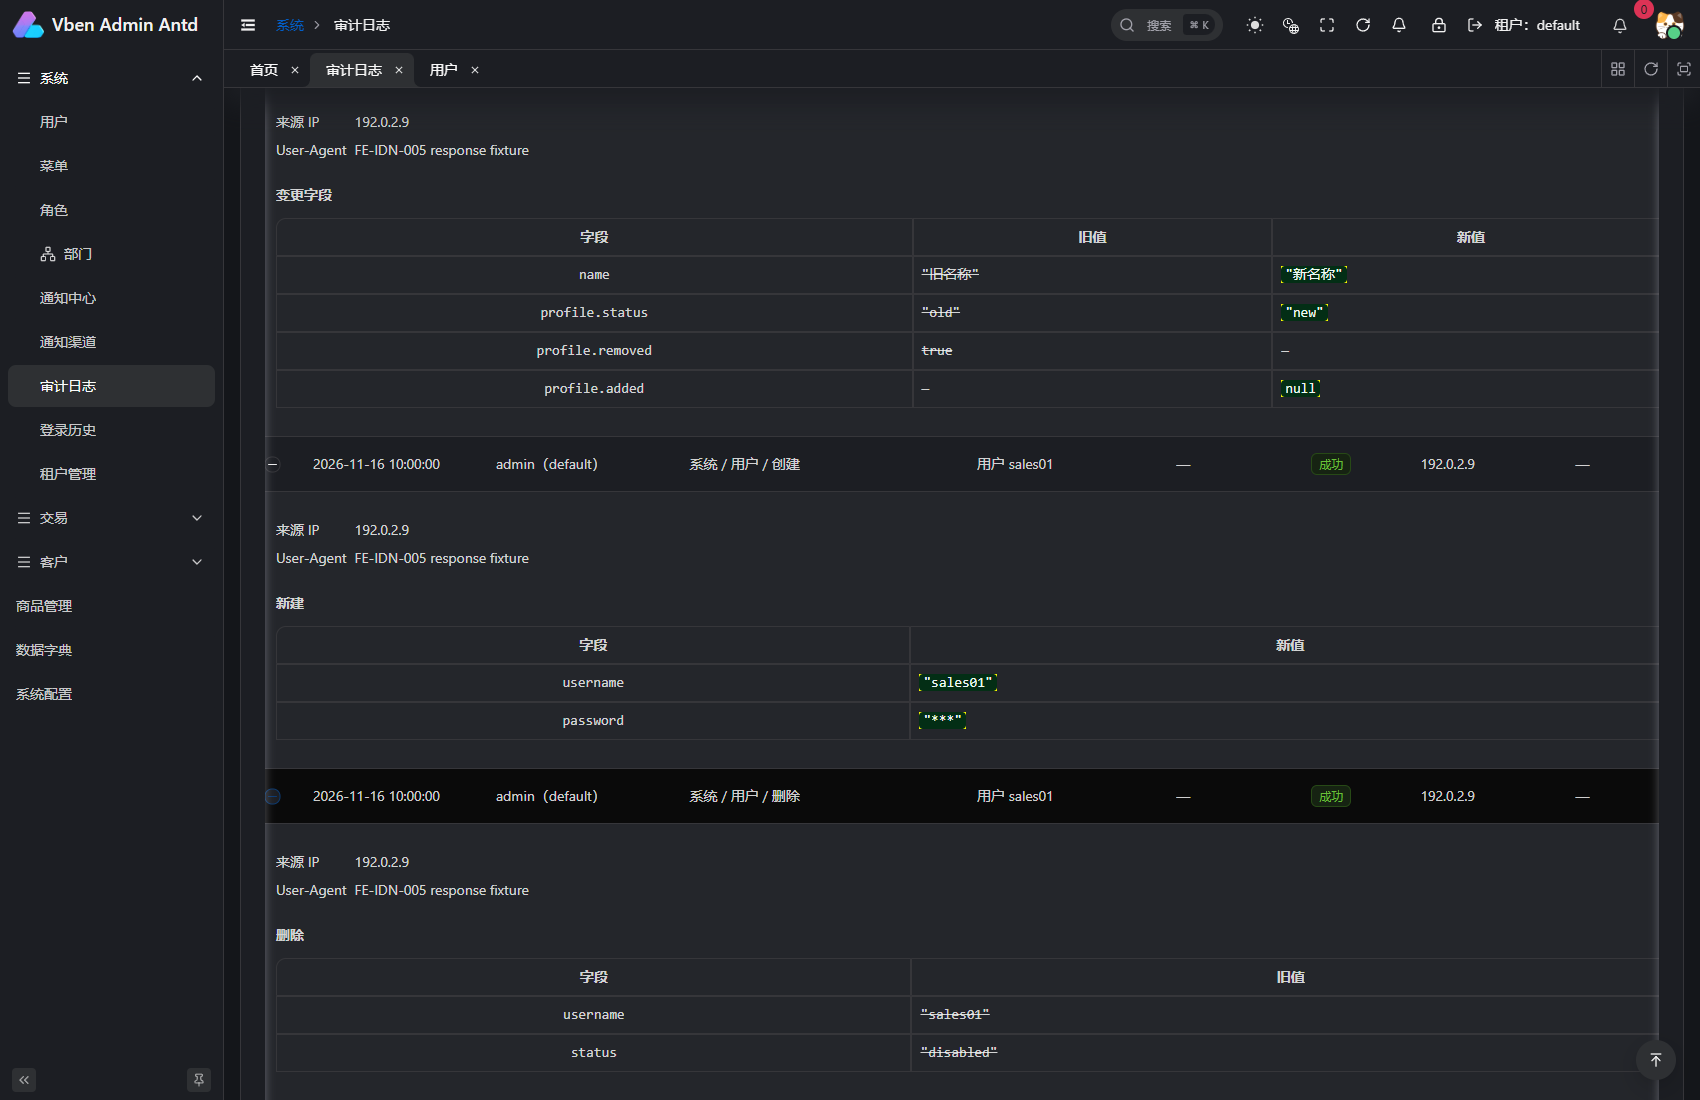 Vben Admin Antd
系统
审计日志
搜索
⌘ K
租户：default
0
首页
审计日志
用户
系统
用户
菜单
角色
部门
通知中心
通知渠道
审计日志
登录历史
租户管理
交易
客户
商品管理
数据字典
系统配置
来源 IP 192.0.2.9
User-Agent FE-IDN-005 response fixture
变更字段
字段 旧值 新值
name "旧名称" "新名称"
profile.status "old" "new"
profile.removed true —
profile.added — null
2026-11-16 10:00:00 admin（default） 系统 / 用户 / 创建 用户 sales01 — 成功 192.0.2.9 —
来源 IP 192.0.2.9
User-Agent FE-IDN-005 response fixture
新建
字段 新值
username "sales01"
password "***"
2026-11-16 10:00:00 admin（default） 系统 / 用户 / 删除 用户 sales01 — 成功 192.0.2.9 —
来源 IP 192.0.2.9
User-Agent FE-IDN-005 response fixture
删除
字段 旧值
username "sales01"
status "disabled"